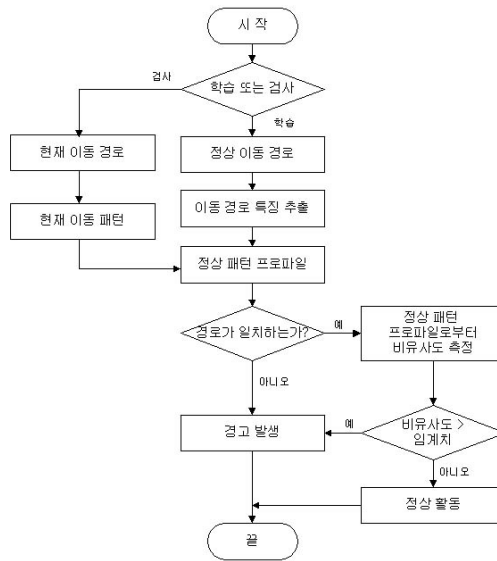 시 작
검사
학습 또는 검사
학습
현재 이동 경로
정상 이동 경로
현재 이동 패턴
이동 경로 특징 추출
정상 패턴 프로파일
경로가 일치하는가?
예
정상 패턴
프로파일로부터
비유사도 측정
아니오
경고 발생
예
비유사도 >
임계치
아니오
정상 활동
끝